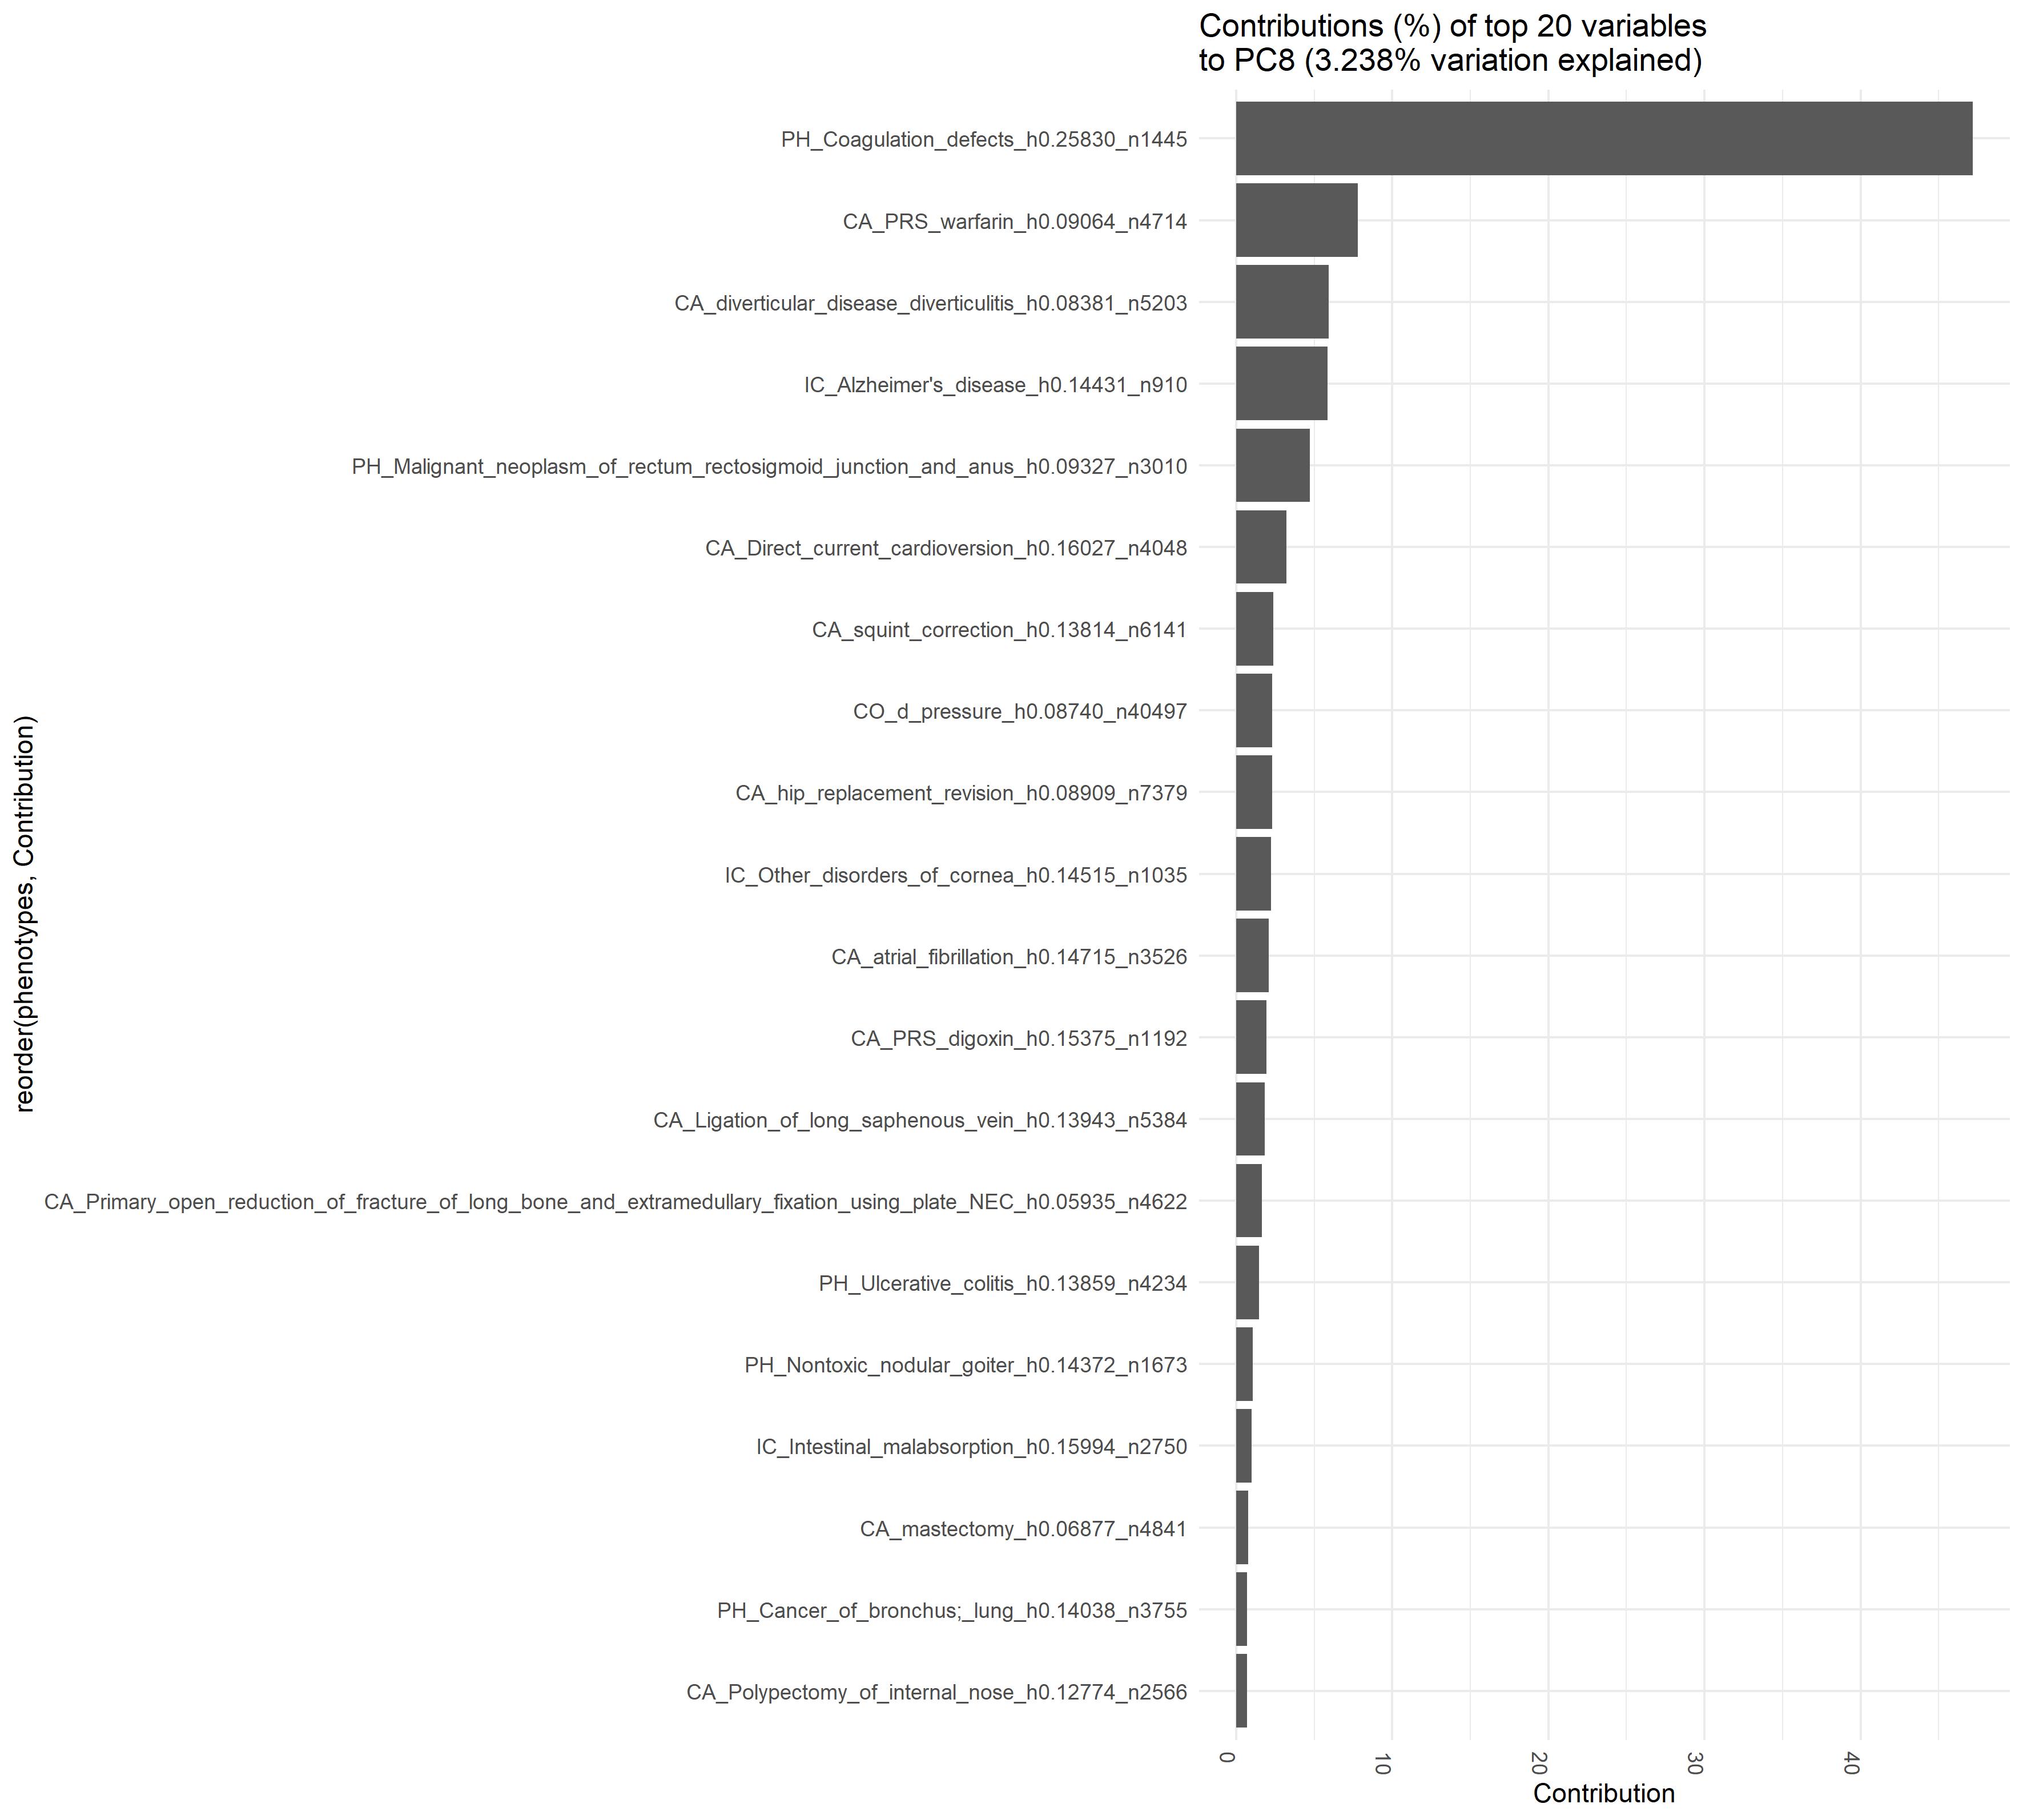 Contributions (%) of top 20 variables
to PC8 (3.238% variation explained)
PH_Coagulation_defects_h0.25830_n1445
CA_PRS_warfarin_h0.09064_n4714
CA_diverticular_disease_diverticulitis_h0.08381_n5203
IC_Alzheimer's_disease_h0.14431_n910
PH_Malignant_neoplasm_of_rectum_rectosigmoid_junction_and_anus_h0.09327_n3010
CA_Direct_current_cardioversion_h0.16027_n4048
CA_squint_correction_h0.13814_n6141
CO_d_pressure_h0.08740_n40497
CA_hip_replacement_revision_h0.08909_n7379
IC_Other_disorders_of_cornea_h0.14515_n1035
CA_atrial_fibrillation_h0.14715_n3526
CA_PRS_digoxin_h0.15375_n1192
CA_Ligation_of_long_saphenous_vein_h0.13943_n5384
CA_Primary_open_reduction_of_fracture_of_long_bone_and_extramedullary_fixation_using_plate_NEC_h0.05935_n4622
PH_Ulcerative_colitis_h0.13859_n4234
PH_Nontoxic_nodular_goiter_h0.14372_n1673
IC_Intestinal_malabsorption_h0.15994_n2750
CA_mastectomy_h0.06877_n4841
PH_Cancer_of_bronchus;_lung_h0.14038_n3755
CA_Polypectomy_of_internal_nose_h0.12774_n2566
reorder(phenotypes, Contribution)
0 10 20 30 40
Contribution